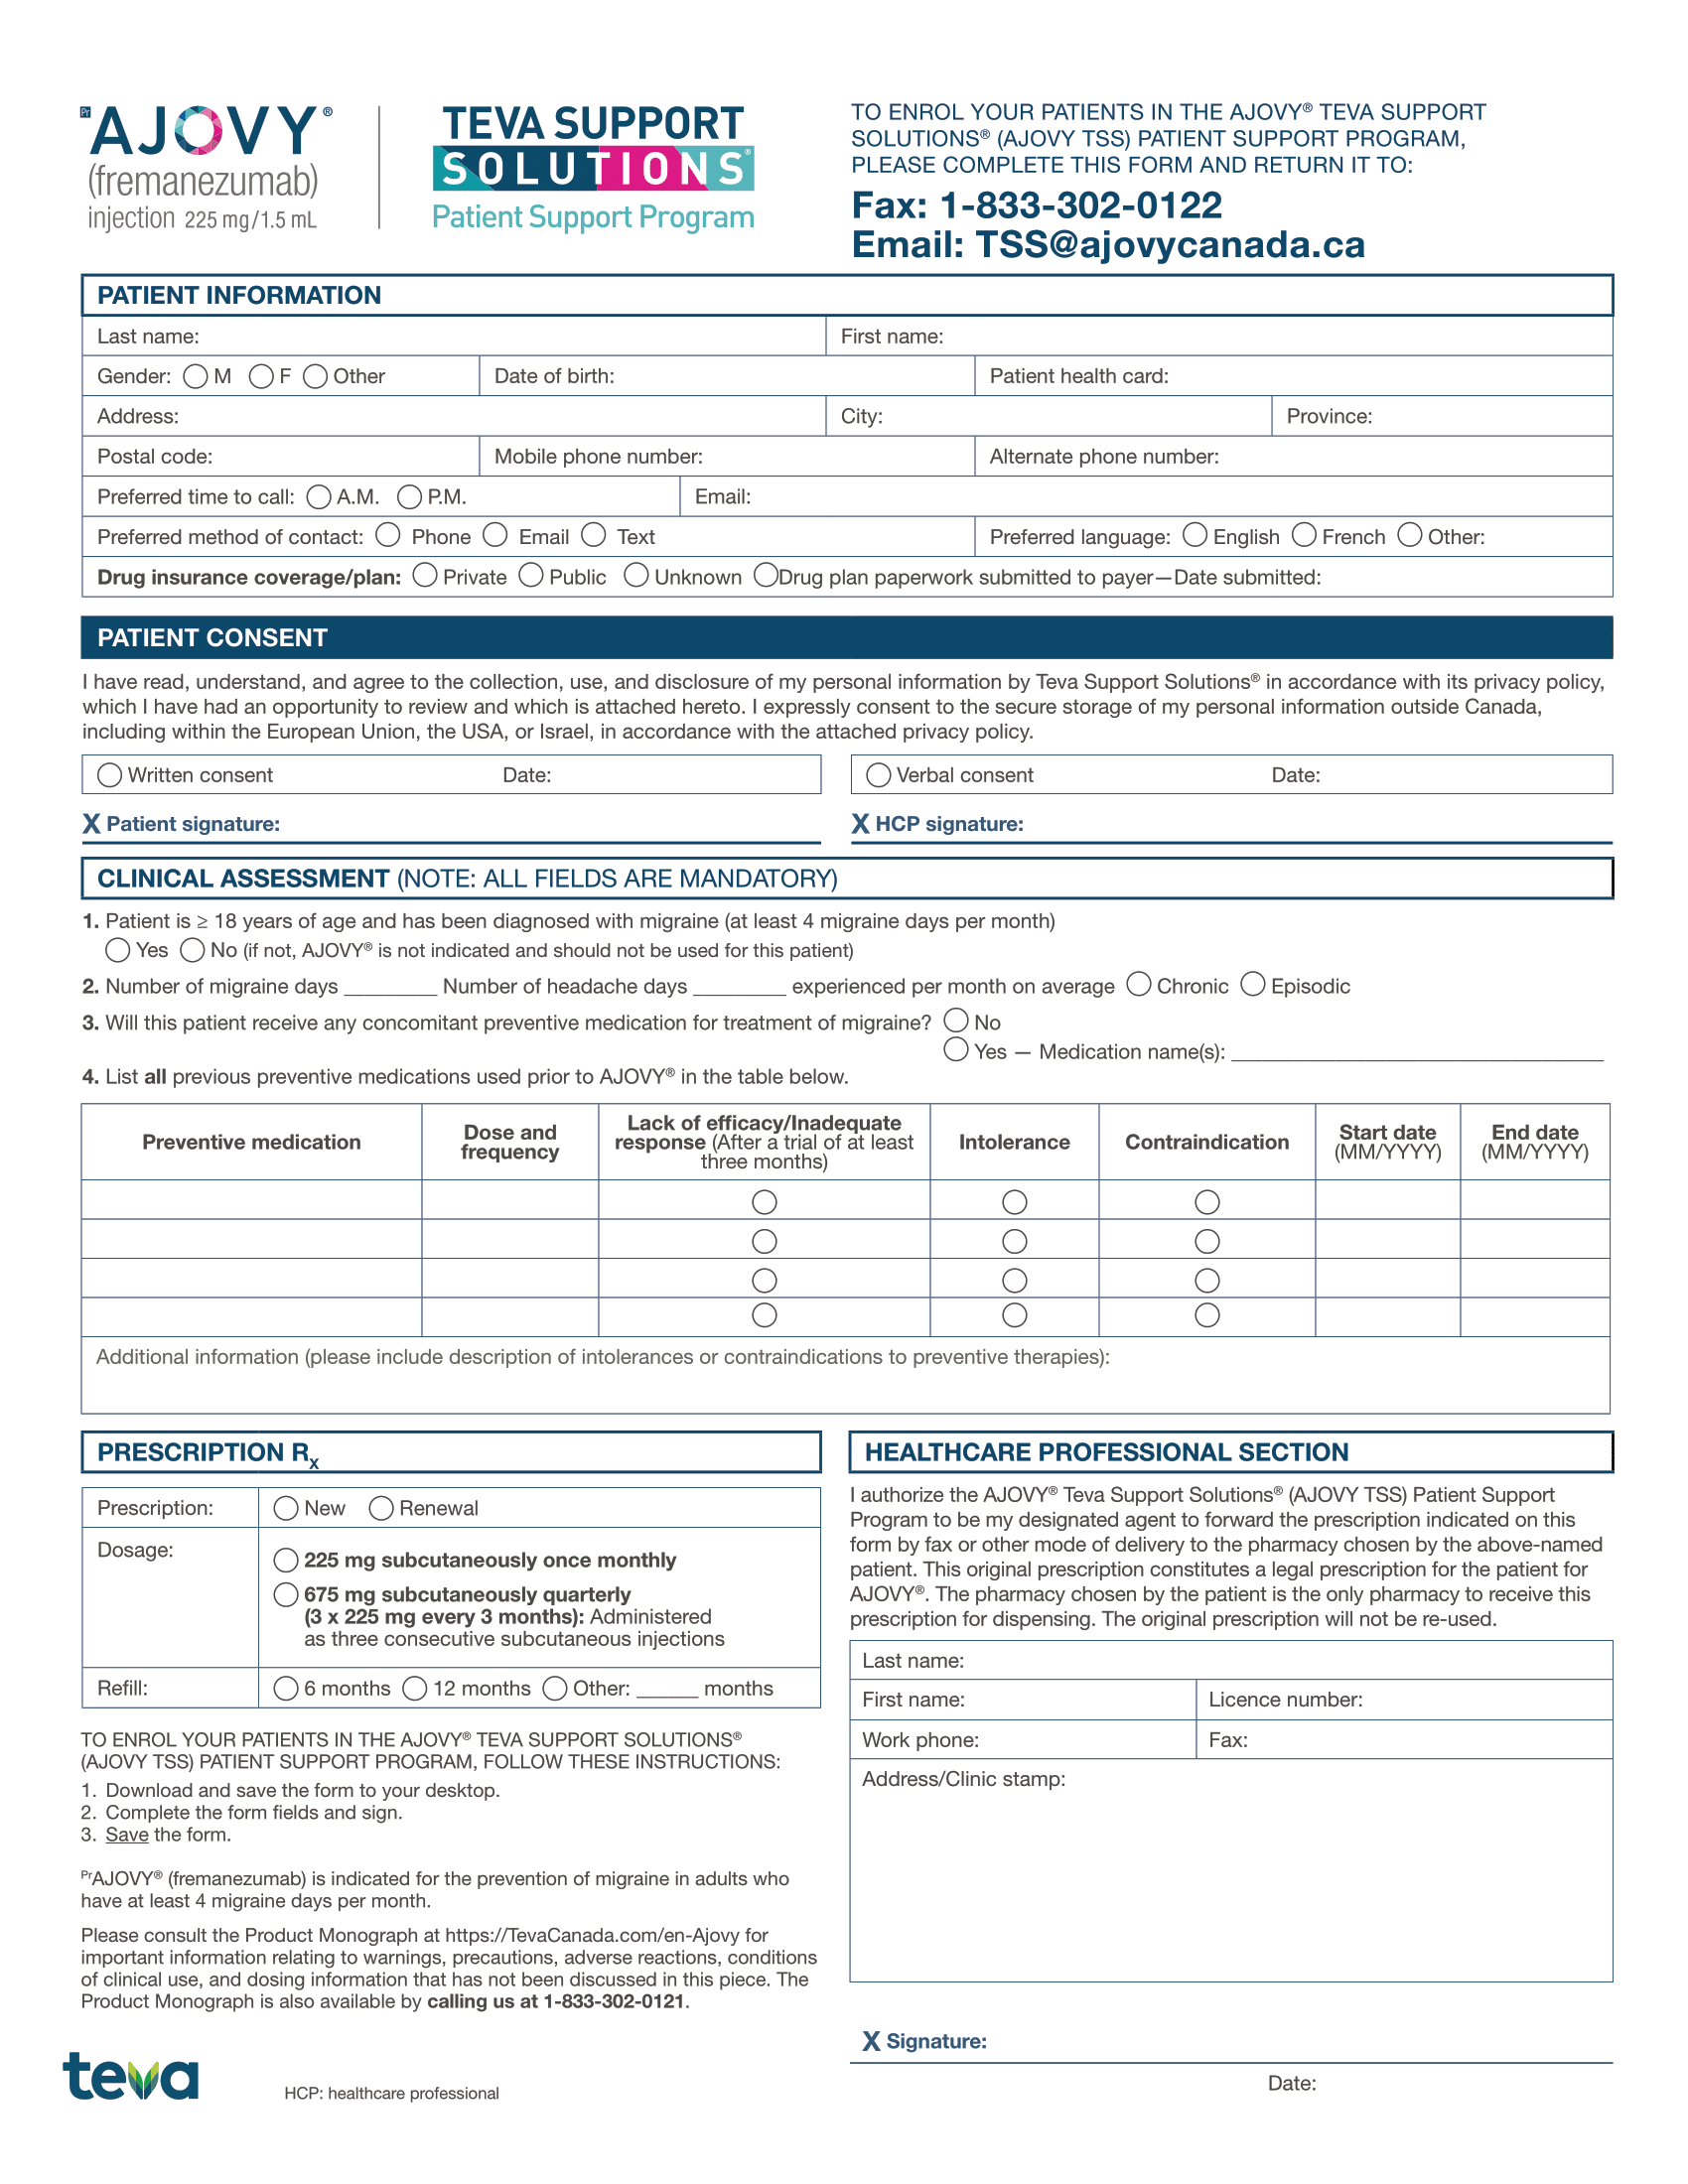 Pr AJOVY®
(fremanezumab)
injection 225 mg/1.5 mL
TEVA SUPPORT
SOLUTIONS®
Patient Support Program
TO ENROL YOUR PATIENTS IN THE AJOVY® TEVA SUPPORT
SOLUTIONS® (AJOVY TSS) PATIENT SUPPORT PROGRAM,
PLEASE COMPLETE THIS FORM AND RETURN IT TO:
Fax: 1-833-302-0122
Email: TSS@ajovycanada.ca
PATIENT INFORMATION
Last name: First name:
Gender: M F Other Date of birth: Patient health card:
Address: City: Province:
Postal code: Mobile phone number: Alternate phone number:
Preferred time to call: A.M. P.M. Email:
Preferred method of contact: Phone Email Text Preferred language: English French Other:
Drug insurance coverage/plan: Private Public Unknown Drug plan paperwork submitted to payer—Date submitted:
PATIENT CONSENT
I have read, understand, and agree to the collection, use, and disclosure of my personal information by Teva Support Solutions® in accordance with its privacy policy,
which I have had an opportunity to review and which is attached hereto. I expressly consent to the secure storage of my personal information outside Canada,
including within the European Union, the USA, or Israel, in accordance with the attached privacy policy.
Written consent Date: Verbal consent Date:
X Patient signature: X HCP signature:
CLINICAL ASSESSMENT (NOTE: ALL FIELDS ARE MANDATORY)
1. Patient is ≥ 18 years of age and has been diagnosed with migraine (at least 4 migraine days per month)
Yes No (if not, AJOVY® is not indicated and should not be used for this patient)
2. Number of migraine days ________ Number of headache days ________ experienced per month on average Chronic Episodic
3. Will this patient receive any concomitant preventive medication for treatment of migraine? No
Yes — Medication name(s): ________________________________
4. List all previous preventive medications used prior to AJOVY® in the table below.
Preventive medication
Dose and
frequency
Lack of efficacy/Inadequate
response (After a trial of at least
three months)
Intolerance
Contraindication
Start date
(MM/YYYY)
End date
(MM/YYYY)
Additional information (please include description of intolerances or contraindications to preventive therapies):
PRESCRIPTION Rx
Prescription: New Renewal
Dosage:
225 mg subcutaneously once monthly
675 mg subcutaneously quarterly
(3 x 225 mg every 3 months): Administered
as three consecutive subcutaneous injections
Refill: 6 months 12 months Other: ______ months
TO ENROL YOUR PATIENTS IN THE AJOVY® TEVA SUPPORT SOLUTIONS®
(AJOVY TSS) PATIENT SUPPORT PROGRAM, FOLLOW THESE INSTRUCTIONS:
1. Download and save the form to your desktop.
2. Complete the form fields and sign.
3. Save the form.
PrAJOVY® (fremanezumab) is indicated for the prevention of migraine in adults who
have at least 4 migraine days per month.
Please consult the Product Monograph at https://TevaCanada.com/en-Ajovy for
important information relating to warnings, precautions, adverse reactions, conditions
of clinical use, and dosing information that has not been discussed in this piece. The
Product Monograph is also available by calling us at 1-833-302-0121.
teva
HCP: healthcare professional
HEALTHCARE PROFESSIONAL SECTION
I authorize the AJOVY® Teva Support Solutions® (AJOVY TSS) Patient Support
Program to be my designated agent to forward the prescription indicated on this
form by fax or other mode of delivery to the pharmacy chosen by the above-named
patient. This original prescription constitutes a legal prescription for the patient for
AJOVY®. The pharmacy chosen by the patient is the only pharmacy to receive this
prescription for dispensing. The original prescription will not be re-used.
Last name:
First name: Licence number:
Work phone: Fax:
Address/Clinic stamp:
X Signature:
Date: